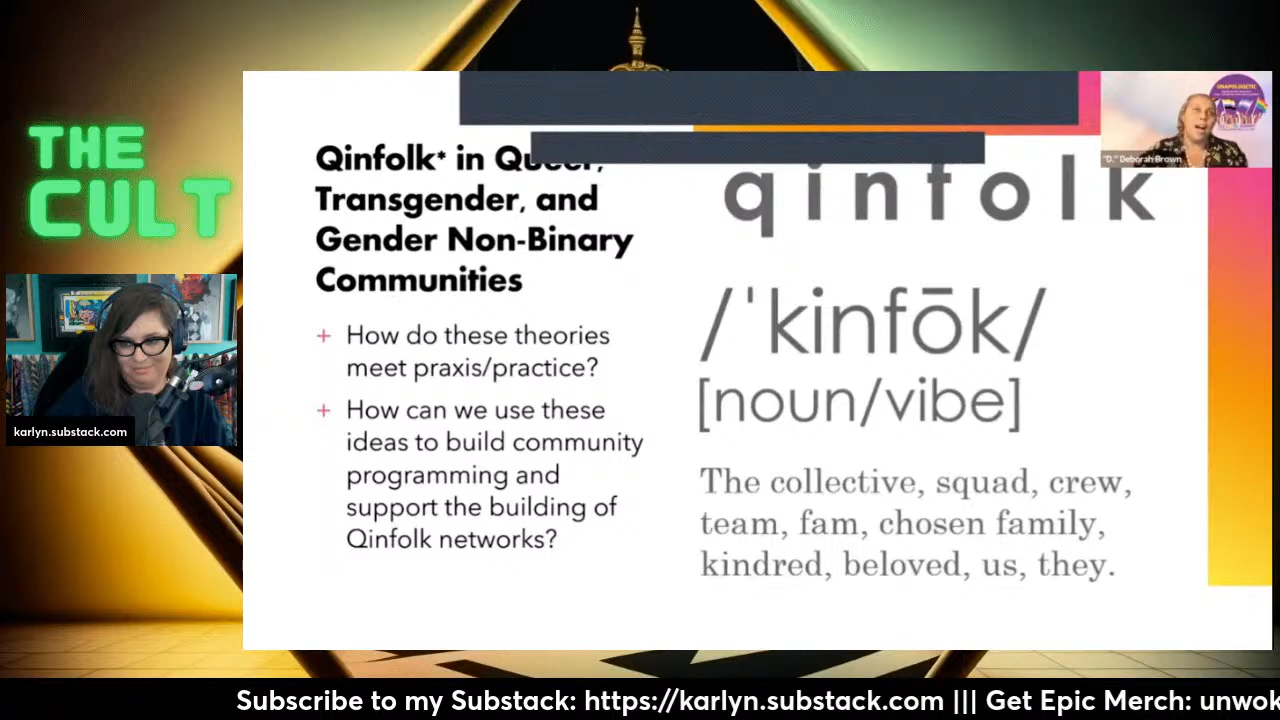 THE
CULT
karlyn.substack.com
Qinfolk* in Queer,
Transgender, and
Gender Non-Binary
Communities
+ How do these theories
meet praxis/practice?
+ How can we use these
ideas to build community
programming and
support the building of
Qinfolk networks?
qinfolk
/ˈkinfōk/
[noun/vibe]
The collective, squad, crew,
team, fam, chosen family,
kindred, beloved, us, they.
UNAPOLOGETIC
"D." Deborah Brown
Subscribe to my Substack: https://karlyn.substack.com ||| Get Epic Merch: unwok